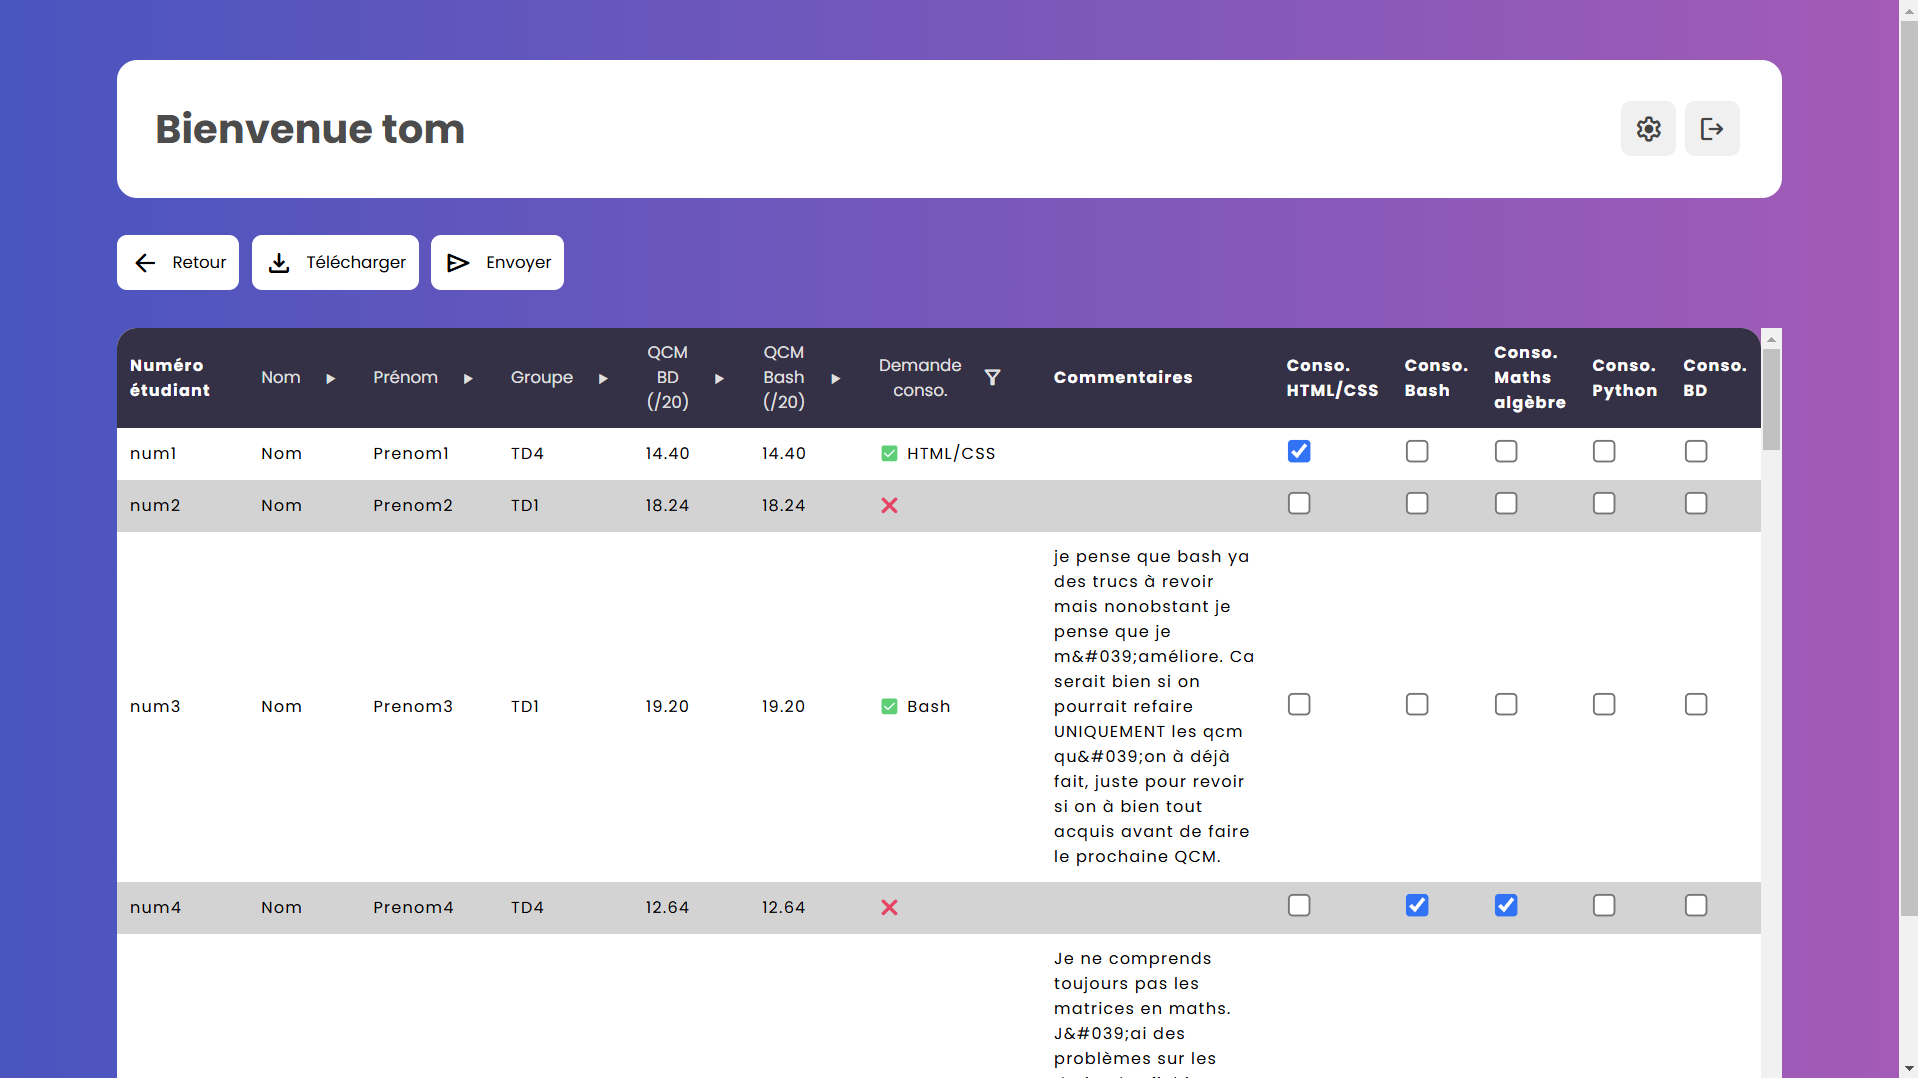 Bienvenue tom
Retour
Télécharger
Envoyer
Numéro étudiant
Nom
Prénom
Groupe
QCM BD (/20)
QCM Bash (/20)
Demande conso.
Commentaires
Conso. HTML/CSS
Conso. Bash
Conso. Maths algèbre
Conso. Python
Conso. BD
num1 Nom Prenom1 TD4 14.40 14.40 HTML/CSS
num2 Nom Prenom2 TD1 18.24 18.24
num3 Nom Prenom3 TD1 19.20 19.20 Bash
je pense que bash ya
des trucs à revoir
mais nonobstant je
pense que je
m&#039;améliore. Ca
serait bien si on
pourrait refaire
UNIQUEMENT les qcm
qu&#039;on à déjà
fait, juste pour revoir
si on à bien tout
acquis avant de faire
le prochaine QCM.
num4 Nom Prenom4 TD4 12.64 12.64
Je ne comprends
toujours pas les
matrices en maths.
J&#039;ai des
problèmes sur les